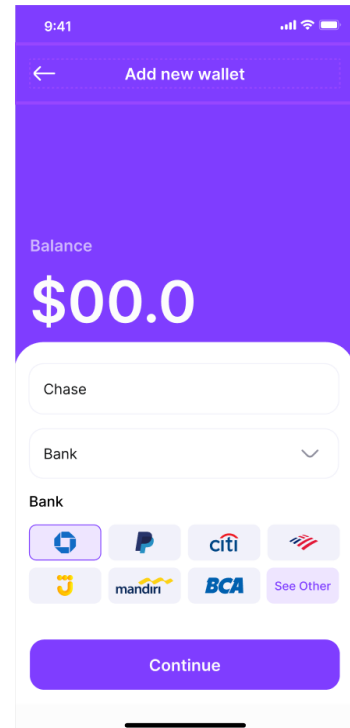 9:41
Add new wallet
Balance
$00.0
Chase
Bank
Bank
citi
mandiri BCA See Other
Continue